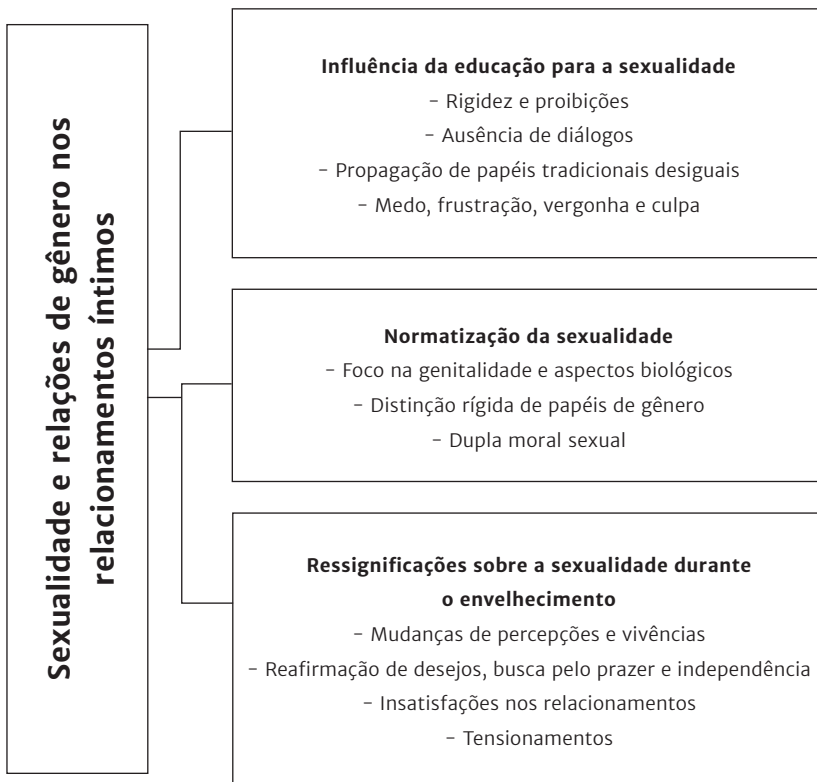 Sexualidade e relações de gênero nos
relacionamentos íntimos
Influência da educação para a sexualidade
- Rigidez e proibições
- Ausência de diálogos
- Propagação de papéis tradicionais desiguais
- Medo, frustração, vergonha e culpa
Normatização da sexualidade
- Foco na genitalidade e aspectos biológicos
- Distinção rígida de papéis de gênero
- Dupla moral sexual
Ressignificações sobre a sexualidade durante
o envelhecimento
- Mudanças de percepções e vivências
- Reafirmação de desejos, busca pelo prazer e independência
- Insatisfações nos relacionamentos
- Tensionamentos